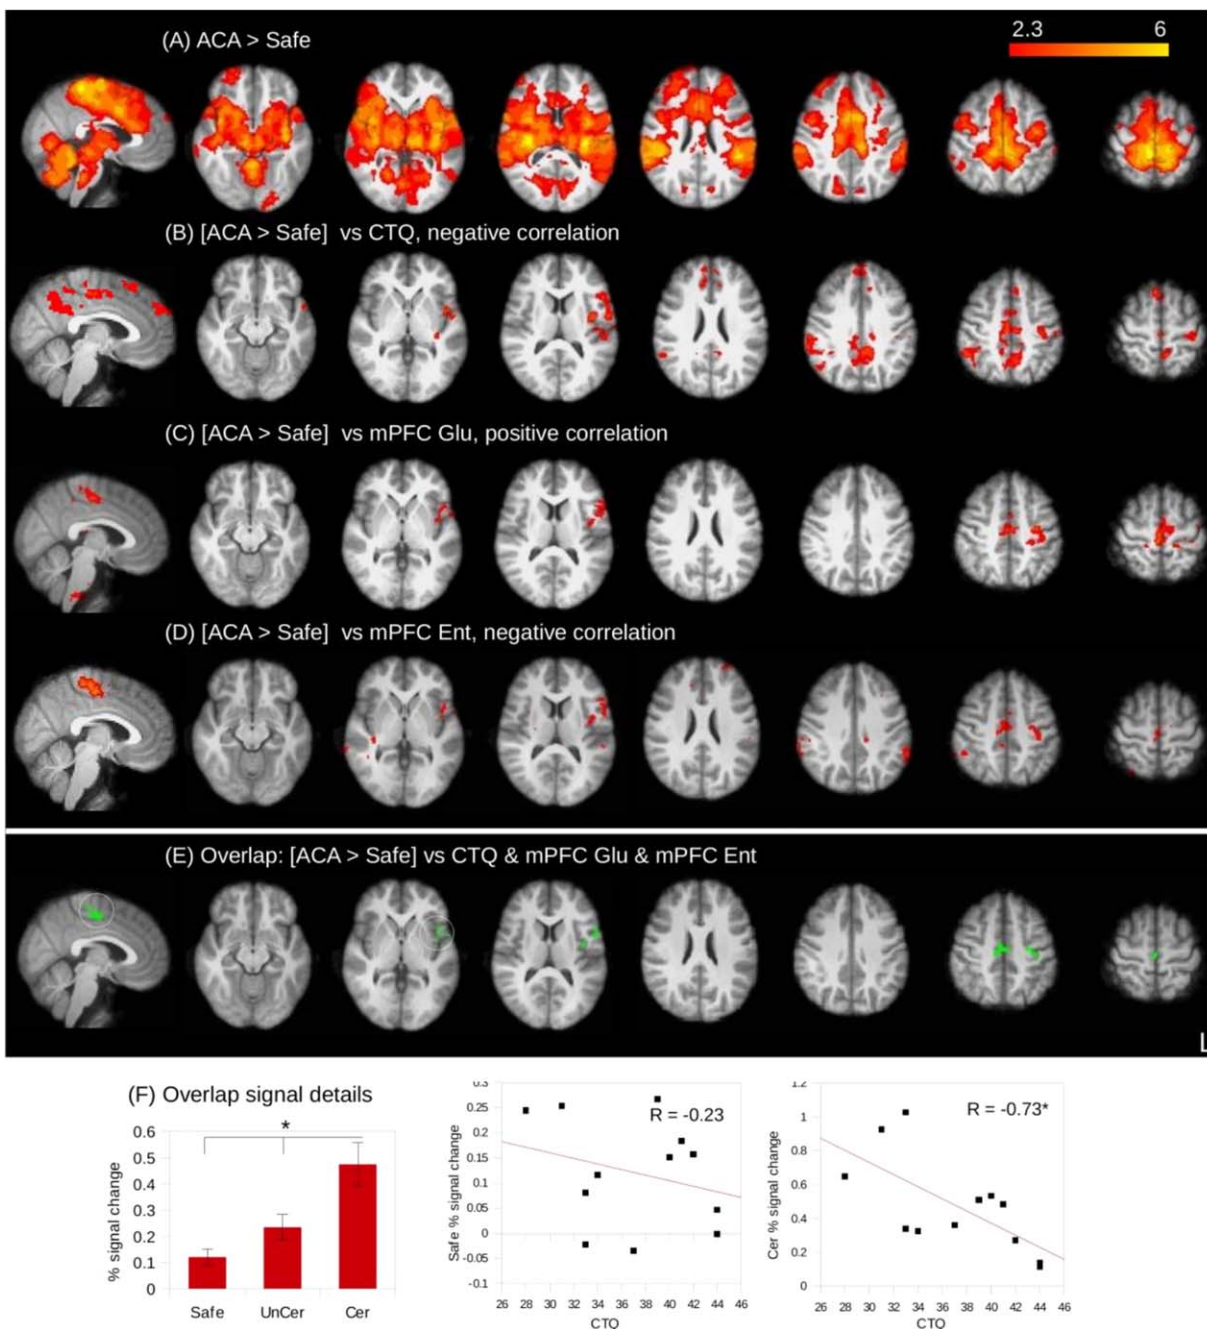 (A) ACA > Safe
2.3 6
(B) [ACA > Safe] vs CTQ, negative correlation
(C) [ACA > Safe] vs mPFC Glu, positive correlation
(D) [ACA > Safe] vs mPFC Ent, negative correlation
(E) Overlap: [ACA > Safe] vs CTQ & mPFC Glu & mPFC Ent
L
(F) Overlap signal details
*
% signal change
0.6
0.5
0.4
0.3
0.2
0.1
0
Safe UnCer Cer
R = -0.23
Safe % signal change
0.3
0.25
0.2
0.15
0.1
0.05
0
-0.05
-0.1
26 28 30 32 34 36 38 40 42 44 46
CTQ
R = -0.73*
Cer % signal change
1.2
1
0.8
0.6
0.4
0.2
0
26 28 30 32 34 36 38 40 42 44 46
CTQ